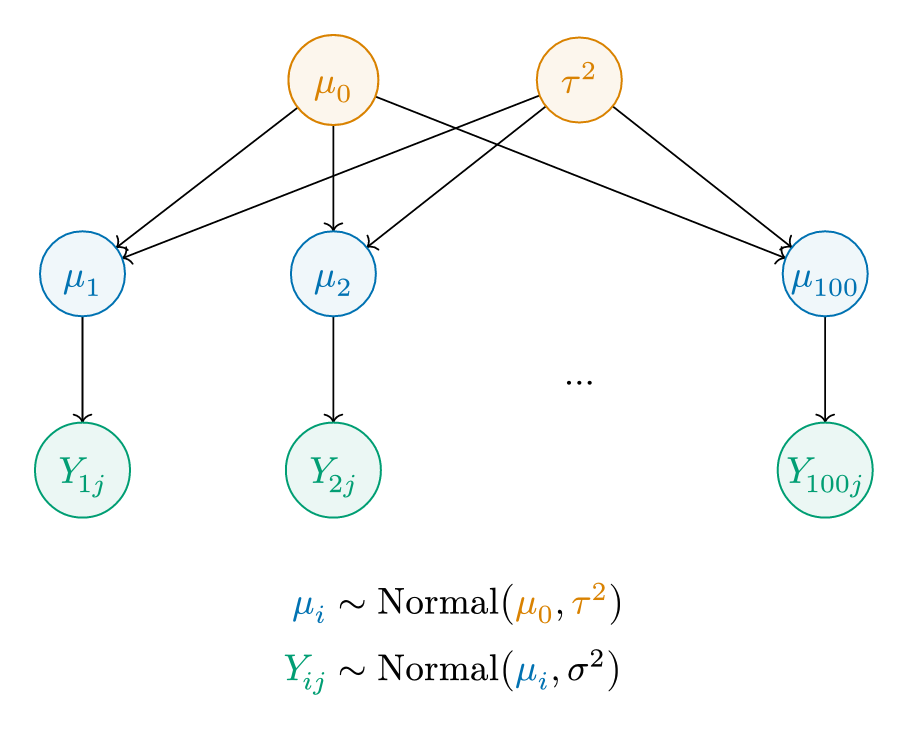 μ₀ τ²
μ₁ μ₂ μ₁₀₀
...
Y₁ⱼ Y₂ⱼ Y₁₀₀ⱼ
μᵢ ∼ Normal(μ₀, τ²)
Yᵢⱼ ∼ Normal(μᵢ, σ²)